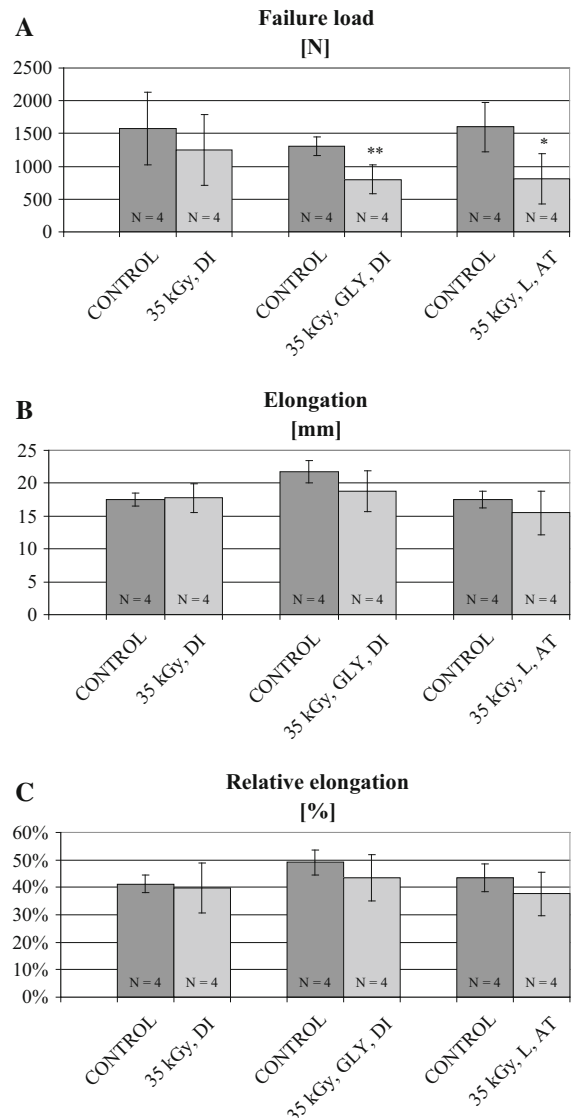 A
Failure load
[N]
2500
2000
1500
1000
500
0
**
*
N = 4 N = 4 N = 4 N = 4 N = 4 N = 4
CONTROL
35 kGy, DI
CONTROL
35 kGy, GLY, DI
CONTROL
35 kGy, L, AT
B
Elongation
[mm]
25
20
15
10
5
0
N = 4 N = 4 N = 4 N = 4 N = 4 N = 4
CONTROL
35 kGy, DI
CONTROL
35 kGy, GLY, DI
CONTROL
35 kGy, L, AT
C
Relative elongation
[%]
60%
50%
40%
30%
20%
10%
0%
N = 4 N = 4 N = 4 N = 4 N = 4 N = 4
CONTROL
35 kGy, DI
CONTROL
35 kGy, GLY, DI
CONTROL
35 kGy, L, AT